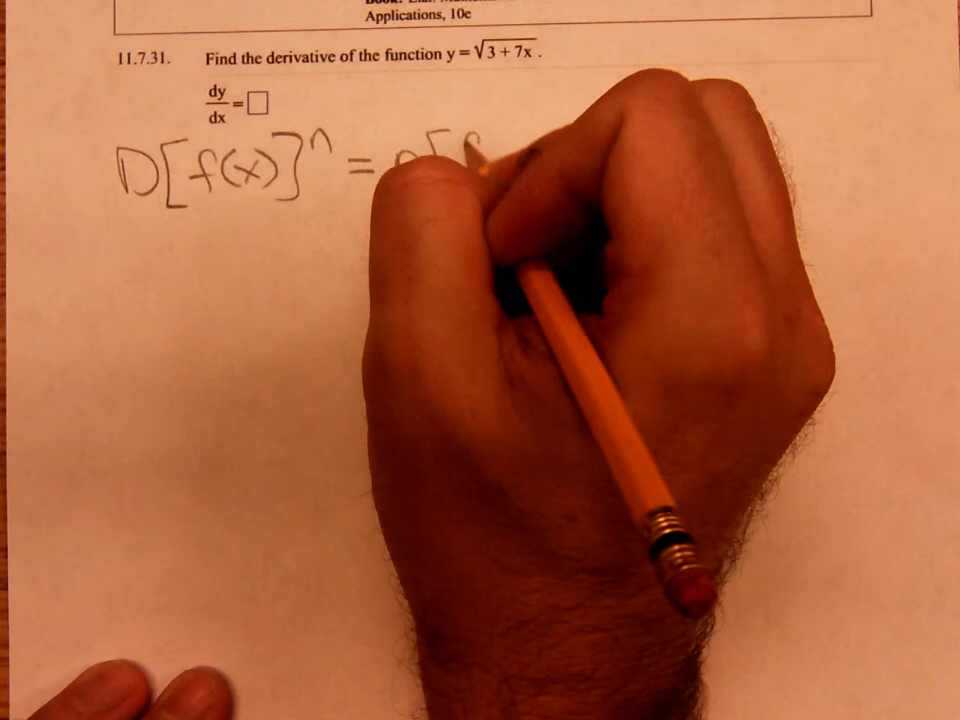 Applications, 10e
11.7.31. Find the derivative of the function y = √3 + 7x .
dy/dx = □
D[f(x)]ⁿ = n[f